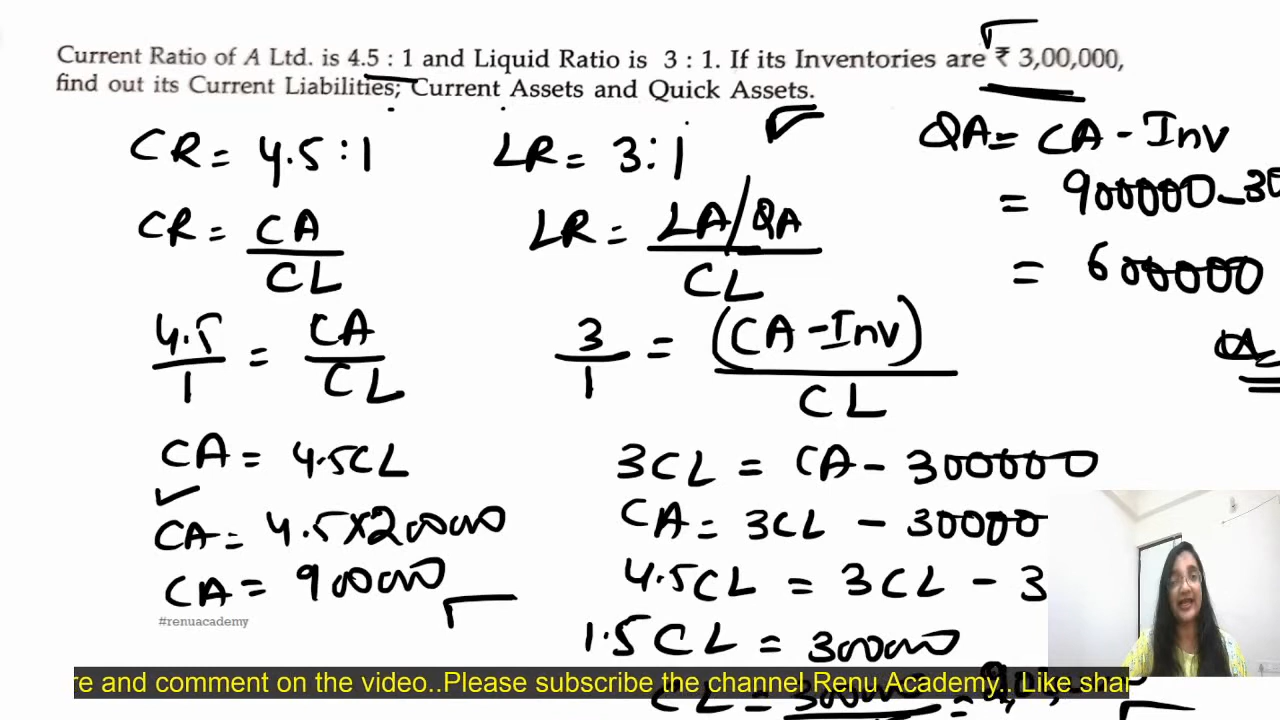 Current Ratio of A Ltd. is 4.5 : 1 and Liquid Ratio is 3 : 1. If its Inventories are ₹ 3,00,000,
find out its Current Liabilities; Current Assets and Quick Assets.
CR = 4.5 : 1
CR = CA / CL
4.5 / 1 = CA / CL
CA = 4.5CL
CA = 4.5×200000
CA = 900000
LR = 3 : 1
LR = LA/QA / CL
3 / 1 = (CA - Inv) / CL
3CL = CA - 300000
CA = 3CL - 30000
4.5CL = 3CL - 3
1.5CL = 300000
CL = 300000 =
QA = CA - Inv
= 900000 - 30
= 600000
#renuacademy
re and comment on the video..Please subscribe the channel Renu Academy.. Like shar